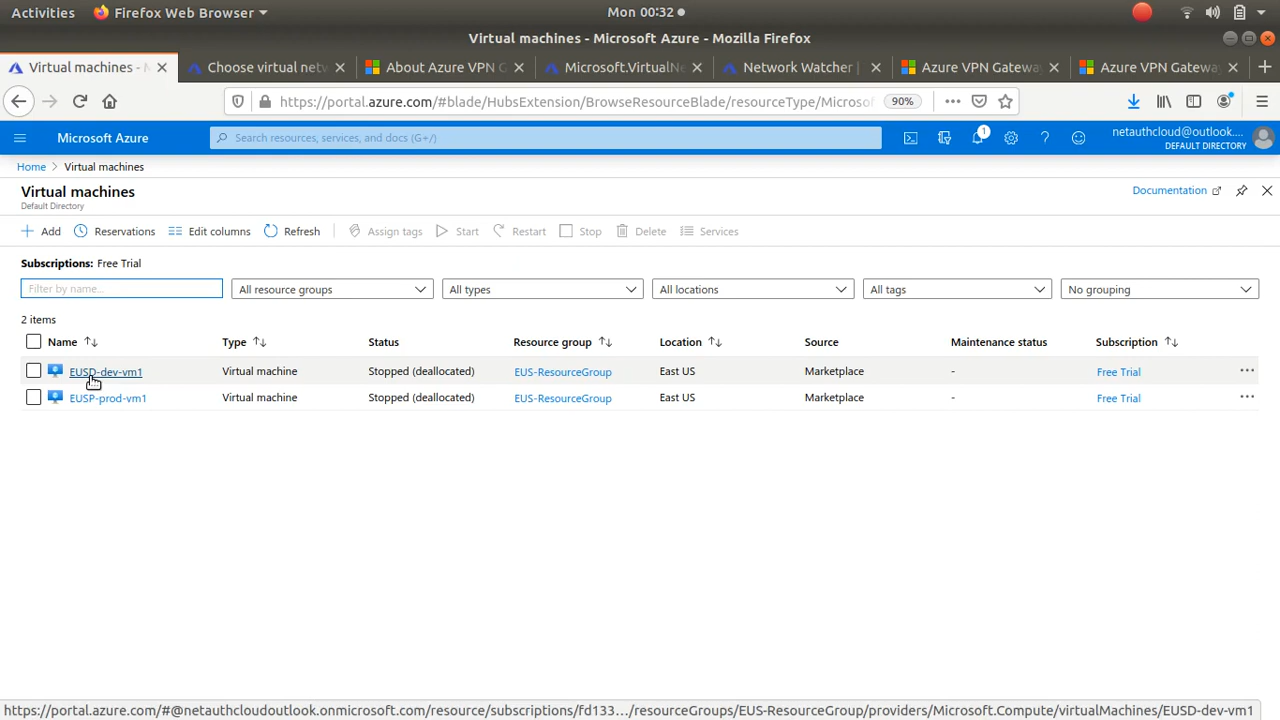 Activities Firefox Web Browser Mon 00:32
Virtual machines - Microsoft Azure - Mozilla Firefox
Virtual machines - M Choose virtual netw About Azure VPN G Microsoft.VirtualNe Network Watcher | Azure VPN Gatewa Azure VPN Gatewa
https://portal.azure.com/#blade/HubsExtension/BrowseResourceBlade/resourceType/Microsof 90%
Microsoft Azure Search resources, services, and docs (G+/) 1 netauthcloud@outlook....
DEFAULT DIRECTORY
Home > Virtual machines
Virtual machines Documentation
Default Directory
Add Reservations Edit columns Refresh Assign tags Start Restart Stop Delete Services
Subscriptions: Free Trial
Filter by name... All resource groups All types All locations All tags No grouping
2 items
Name Type Status Resource group Location Source Maintenance status Subscription
EUSD-dev-vm1 Virtual machine Stopped (deallocated) EUS-ResourceGroup East US Marketplace - Free Trial
EUSP-prod-vm1 Virtual machine Stopped (deallocated) EUS-ResourceGroup East US Marketplace - Free Trial
https://portal.azure.com/#@netauthcloudoutlook.onmicrosoft.com/resource/subscriptions/fd133.../resourceGroups/EUS-ResourceGroup/providers/Microsoft.Compute/virtualMachines/EUSD-dev-vm1